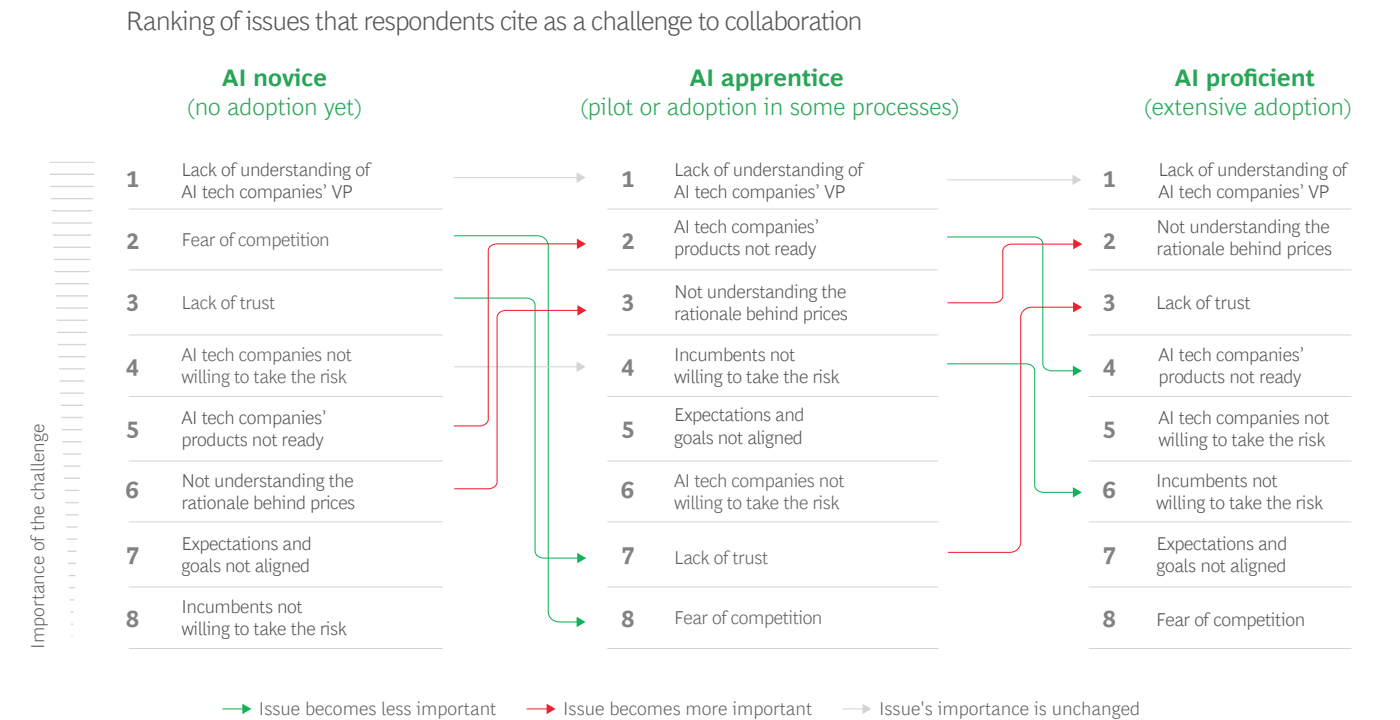 Ranking of issues that respondents cite as a challenge to collaboration
AI novice
(no adoption yet)
AI apprentice
(pilot or adoption in some processes)
AI proficient
(extensive adoption)
Importance of the challenge
1
Lack of understanding of
AI tech companies’ VP
2
Fear of competition
3
Lack of trust
4
AI tech companies not
willing to take the risk
5
AI tech companies’
products not ready
6
Not understanding the
rationale behind prices
7
Expectations and
goals not aligned
8
Incumbents not
willing to take the risk
1
Lack of understanding of
AI tech companies’ VP
2
AI tech companies’
products not ready
3
Not understanding the
rationale behind prices
4
Incumbents not
willing to take the risk
5
Expectations and
goals not aligned
6
AI tech companies not
willing to take the risk
7
Lack of trust
8
Fear of competition
1
Lack of understanding of
AI tech companies’ VP
2
Not understanding the
rationale behind prices
3
Lack of trust
4
AI tech companies’
products not ready
5
AI tech companies not
willing to take the risk
6
Incumbents not
willing to take the risk
7
Expectations and
goals not aligned
8
Fear of competition
Issue becomes less important
Issue becomes more important
Issue's importance is unchanged